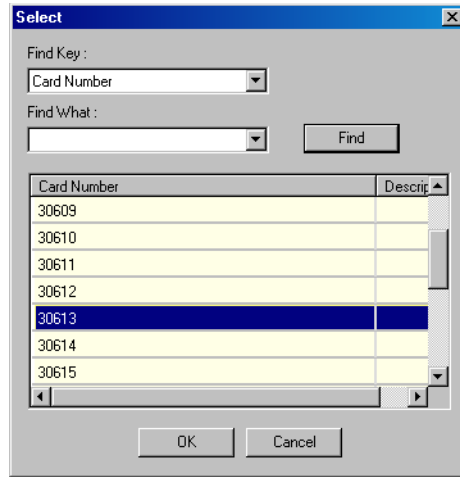 Select
Find Key :
Card Number
Find What :
Find
Card Number Descrip
30609
30610
30611
30612
30613
30614
30615
OK Cancel